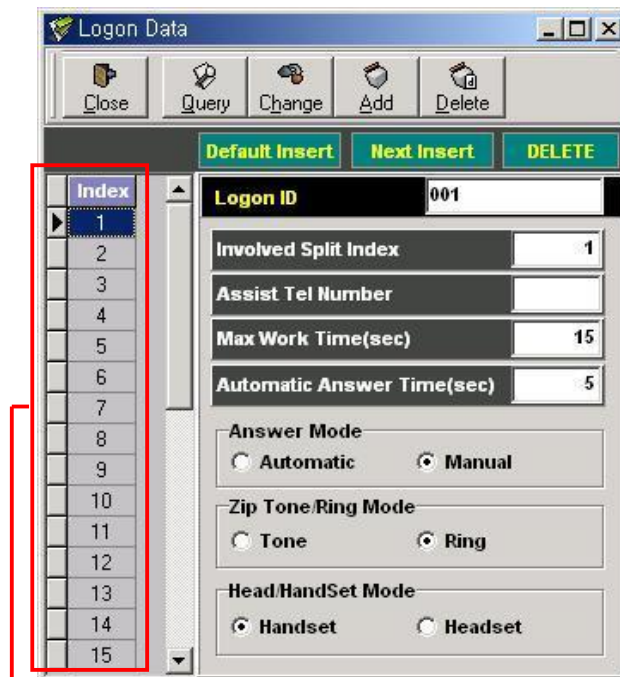 Logon Data
Close Query Change Add Delete
Default Insert Next Insert DELETE
Index
1
2
3
4
5
6
7
8
9
10
11
12
13
14
15
Logon ID 001
Involved Split Index 1
Assist Tel Number
Max Work Time(sec) 15
Automatic Answer Time(sec) 5
Answer Mode
Automatic Manual
Zip Tone/Ring Mode
Tone Ring
Head/HandSet Mode
Handset Headset